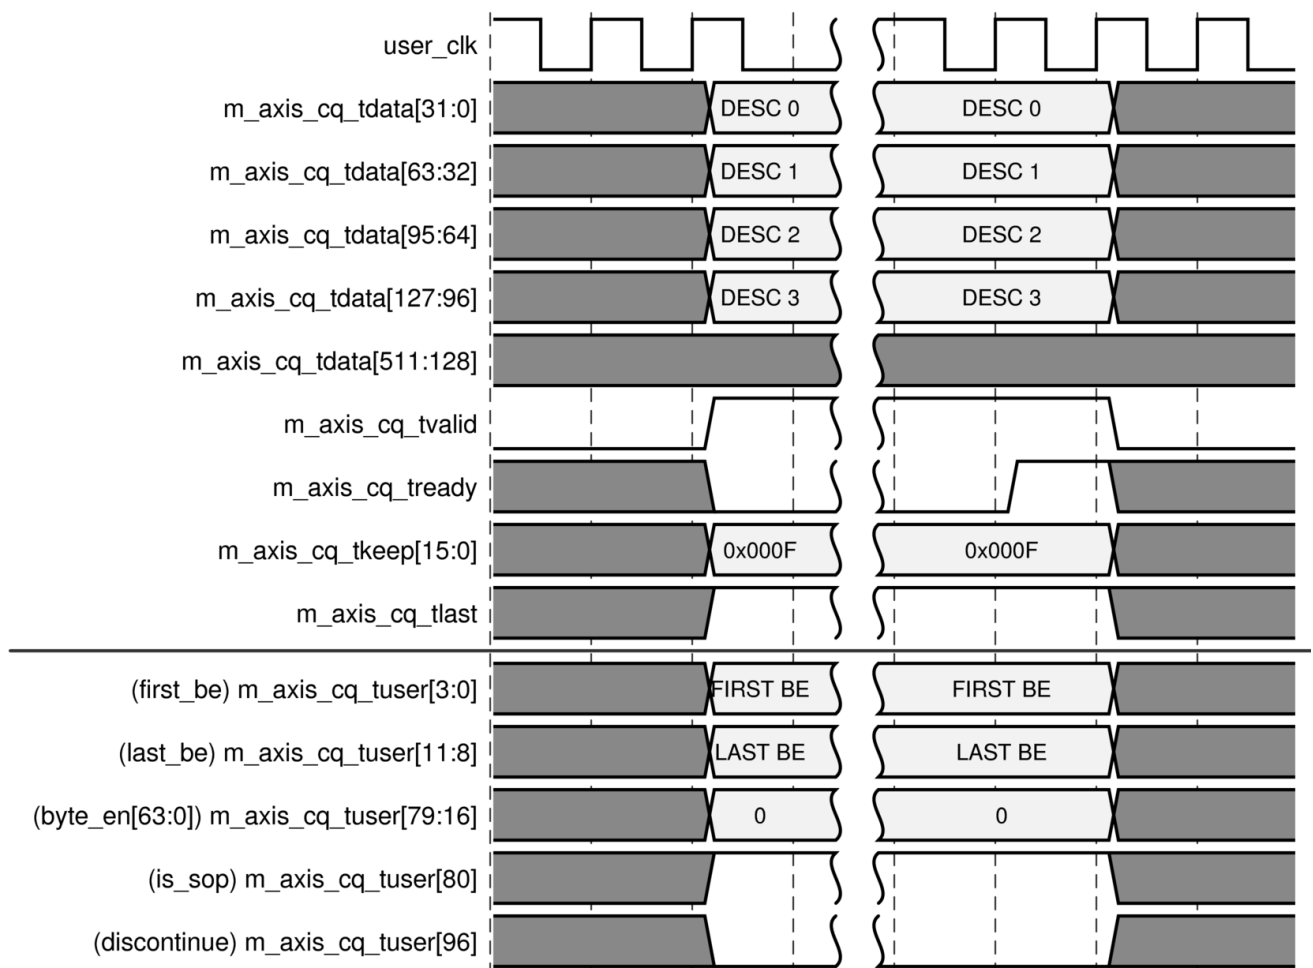 user_clk
m_axis_cq_tdata[31:0] DESC 0 DESC 0
m_axis_cq_tdata[63:32] DESC 1 DESC 1
m_axis_cq_tdata[95:64] DESC 2 DESC 2
m_axis_cq_tdata[127:96] DESC 3 DESC 3
m_axis_cq_tdata[511:128]
m_axis_cq_tvalid
m_axis_cq_tready
m_axis_cq_tkeep[15:0] 0x000F 0x000F
m_axis_cq_tlast
(first_be) m_axis_cq_tuser[3:0] FIRST BE FIRST BE
(last_be) m_axis_cq_tuser[11:8] LAST BE LAST BE
(byte_en[63:0]) m_axis_cq_tuser[79:16] 0 0
(is_sop) m_axis_cq_tuser[80]
(discontinue) m_axis_cq_tuser[96]